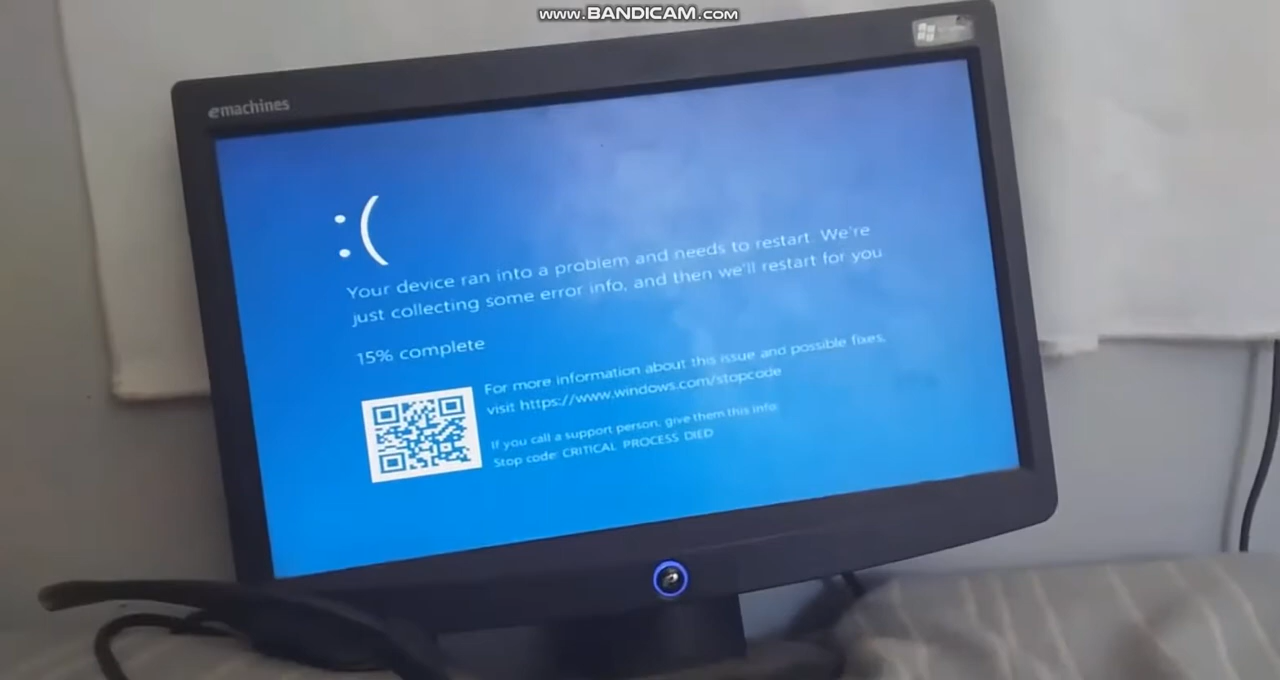 www.BANDICAM.com
emachines
:(
Your device ran into a problem and needs to restart. We're
just collecting some error info, and then we'll restart for you
15% complete
For more information about this issue and possible fixes,
visit https://www.windows.com/stopcode
If you call a support person, give them this info:
Stop code: CRITICAL PROCESS DIED